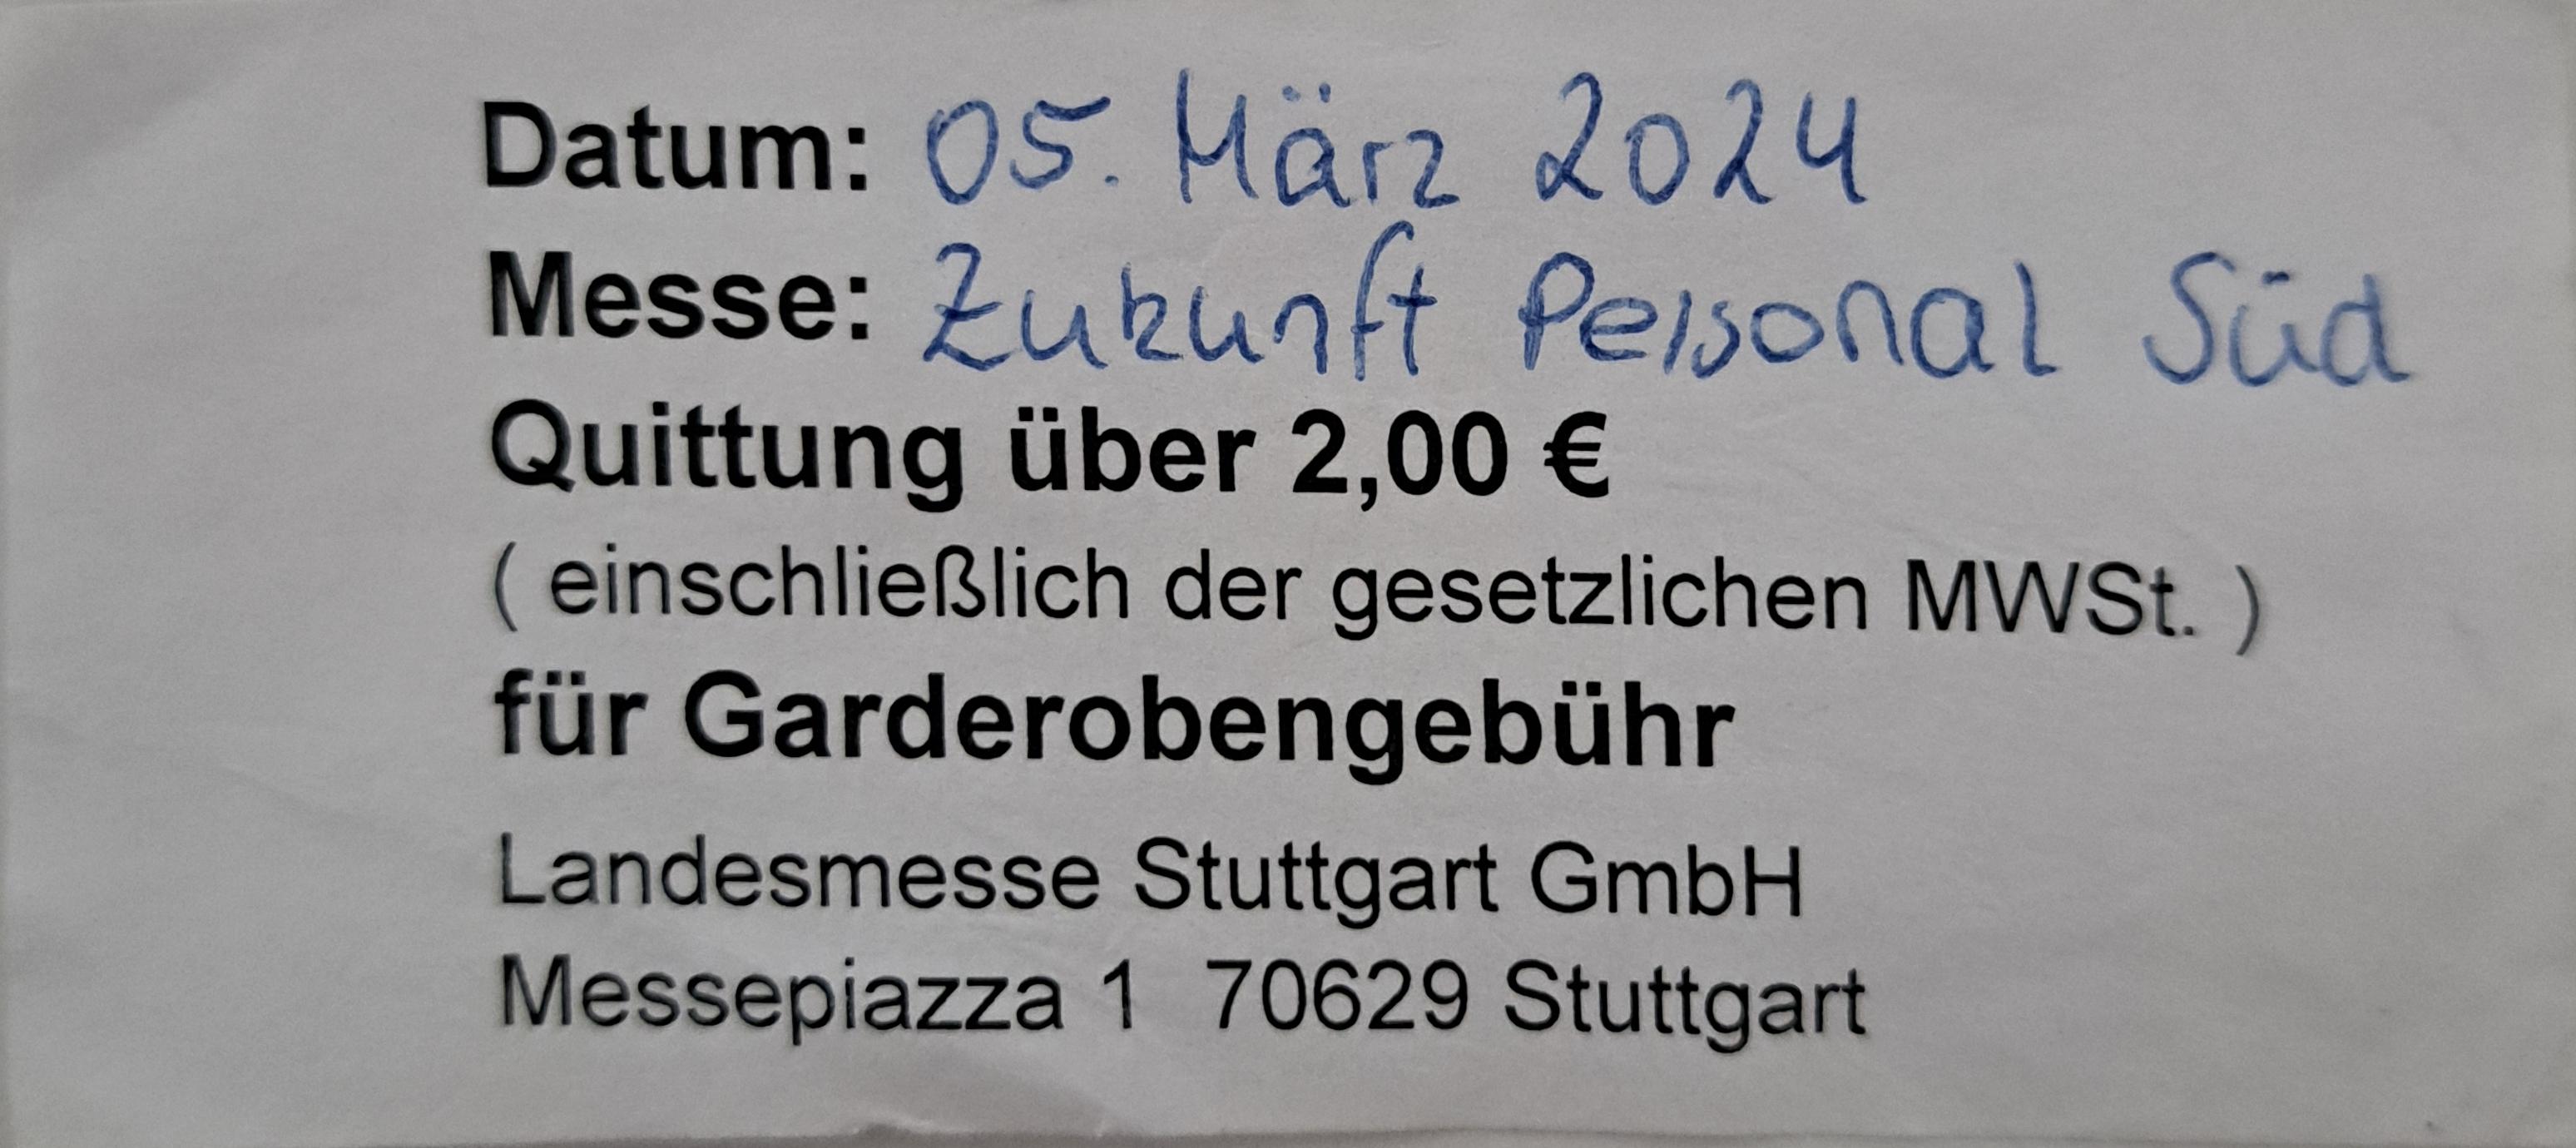 Datum: 05. März 2024
Messe: Zukunft Personal Süd
Quittung über 2,00 €
( einschließlich der gesetzlichen MWSt. )
für Garderobengebühr
Landesmesse Stuttgart GmbH
Messepiazza 1 70629 Stuttgart